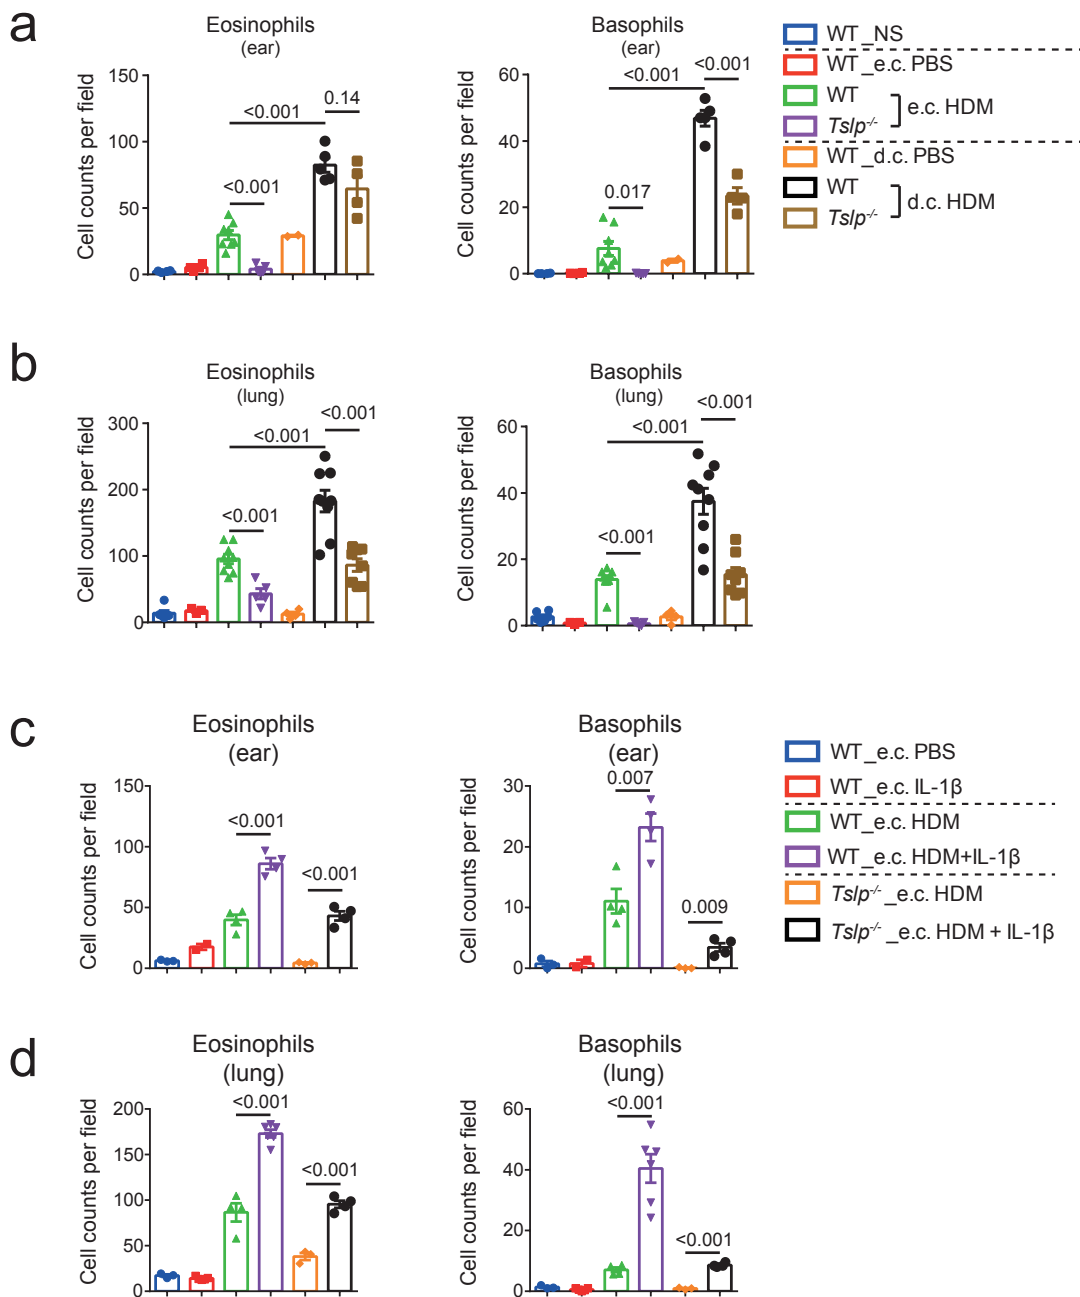 a
Eosinophils
(ear)
Cell counts per field
150
100
50
0
<0.001
<0.001
0.14
Basophils
(ear)
Cell counts per field
60
40
20
0
0.017
<0.001
<0.001
WT_NS
WT_e.c. PBS
WT
Tslp-/-
e.c. HDM
WT_d.c. PBS
WT
Tslp-/-
d.c. HDM
b
Eosinophils
(lung)
Cell counts per field
300
200
100
0
<0.001
<0.001
<0.001
Basophils
(lung)
Cell counts per field
60
40
20
0
<0.001
<0.001
<0.001
c
Eosinophils
(ear)
Cell counts per field
150
100
50
0
<0.001
<0.001
Basophils
(ear)
Cell counts per field
30
20
10
0
0.007
0.009
WT_e.c. PBS
WT_e.c. IL-1β
WT_e.c. HDM
WT_e.c. HDM+IL-1β
Tslp-/-_e.c. HDM
Tslp-/-_e.c. HDM + IL-1β
d
Eosinophils
(lung)
Cell counts per field
200
150
100
50
0
<0.001
<0.001
Basophils
(lung)
Cell counts per field
60
40
20
0
<0.001
<0.001